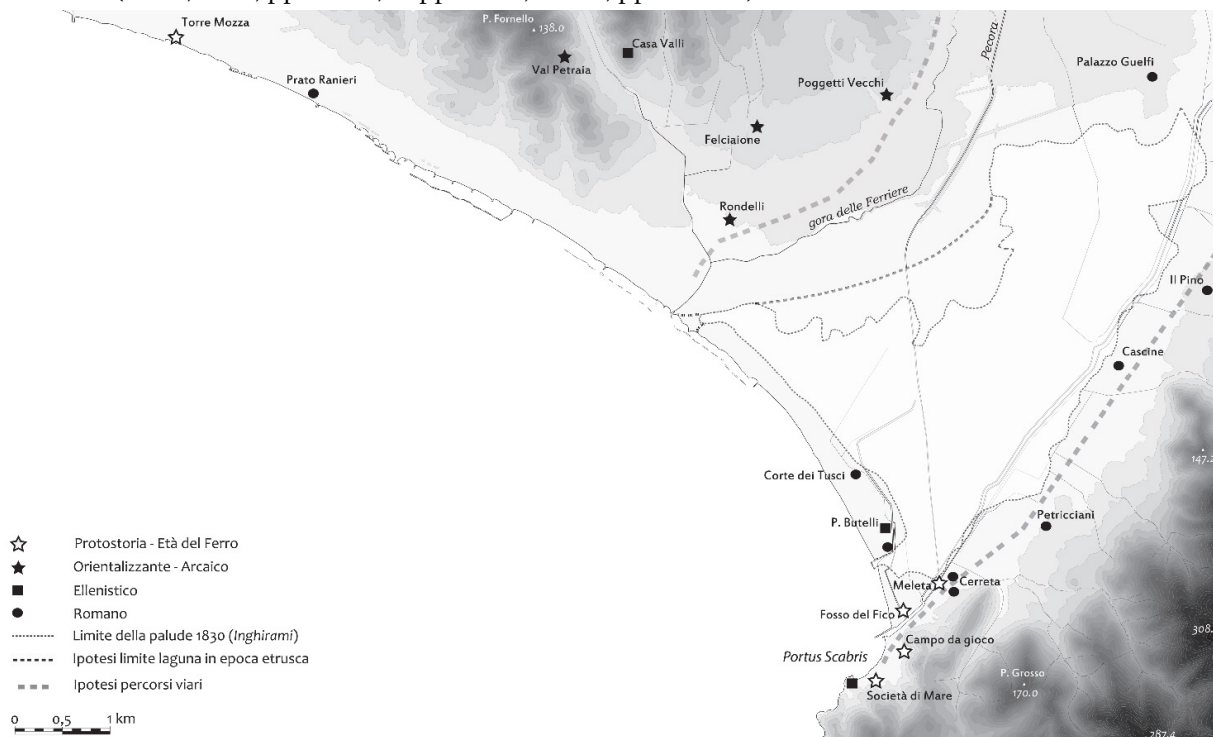 Torre Mozza
P. Fornello
138.0
Casa Valli
Val Petraia
Prato Ranieri
Poggetti Vecchi
Pecora
Palazzo Guelfi
Felciaione
Rondelli
gora delle Ferriere
Il Pino
Cascine
147.2
Corte dei Tusci
P. Butelli
Petricciani
Meleta
Cerreta
Fosso del Fico
308.
Campo da gioco
Portus Scabris
P. Grosso
170.0
Società di Mare
287.4
Protostoria - Età del Ferro
Orientalizzante - Arcaico
Ellenistico
Romano
Limite della palude 1830 (Inghirami)
Ipotesi limite laguna in epoca etrusca
Ipotesi percorsi viari
0 0,5 1 km